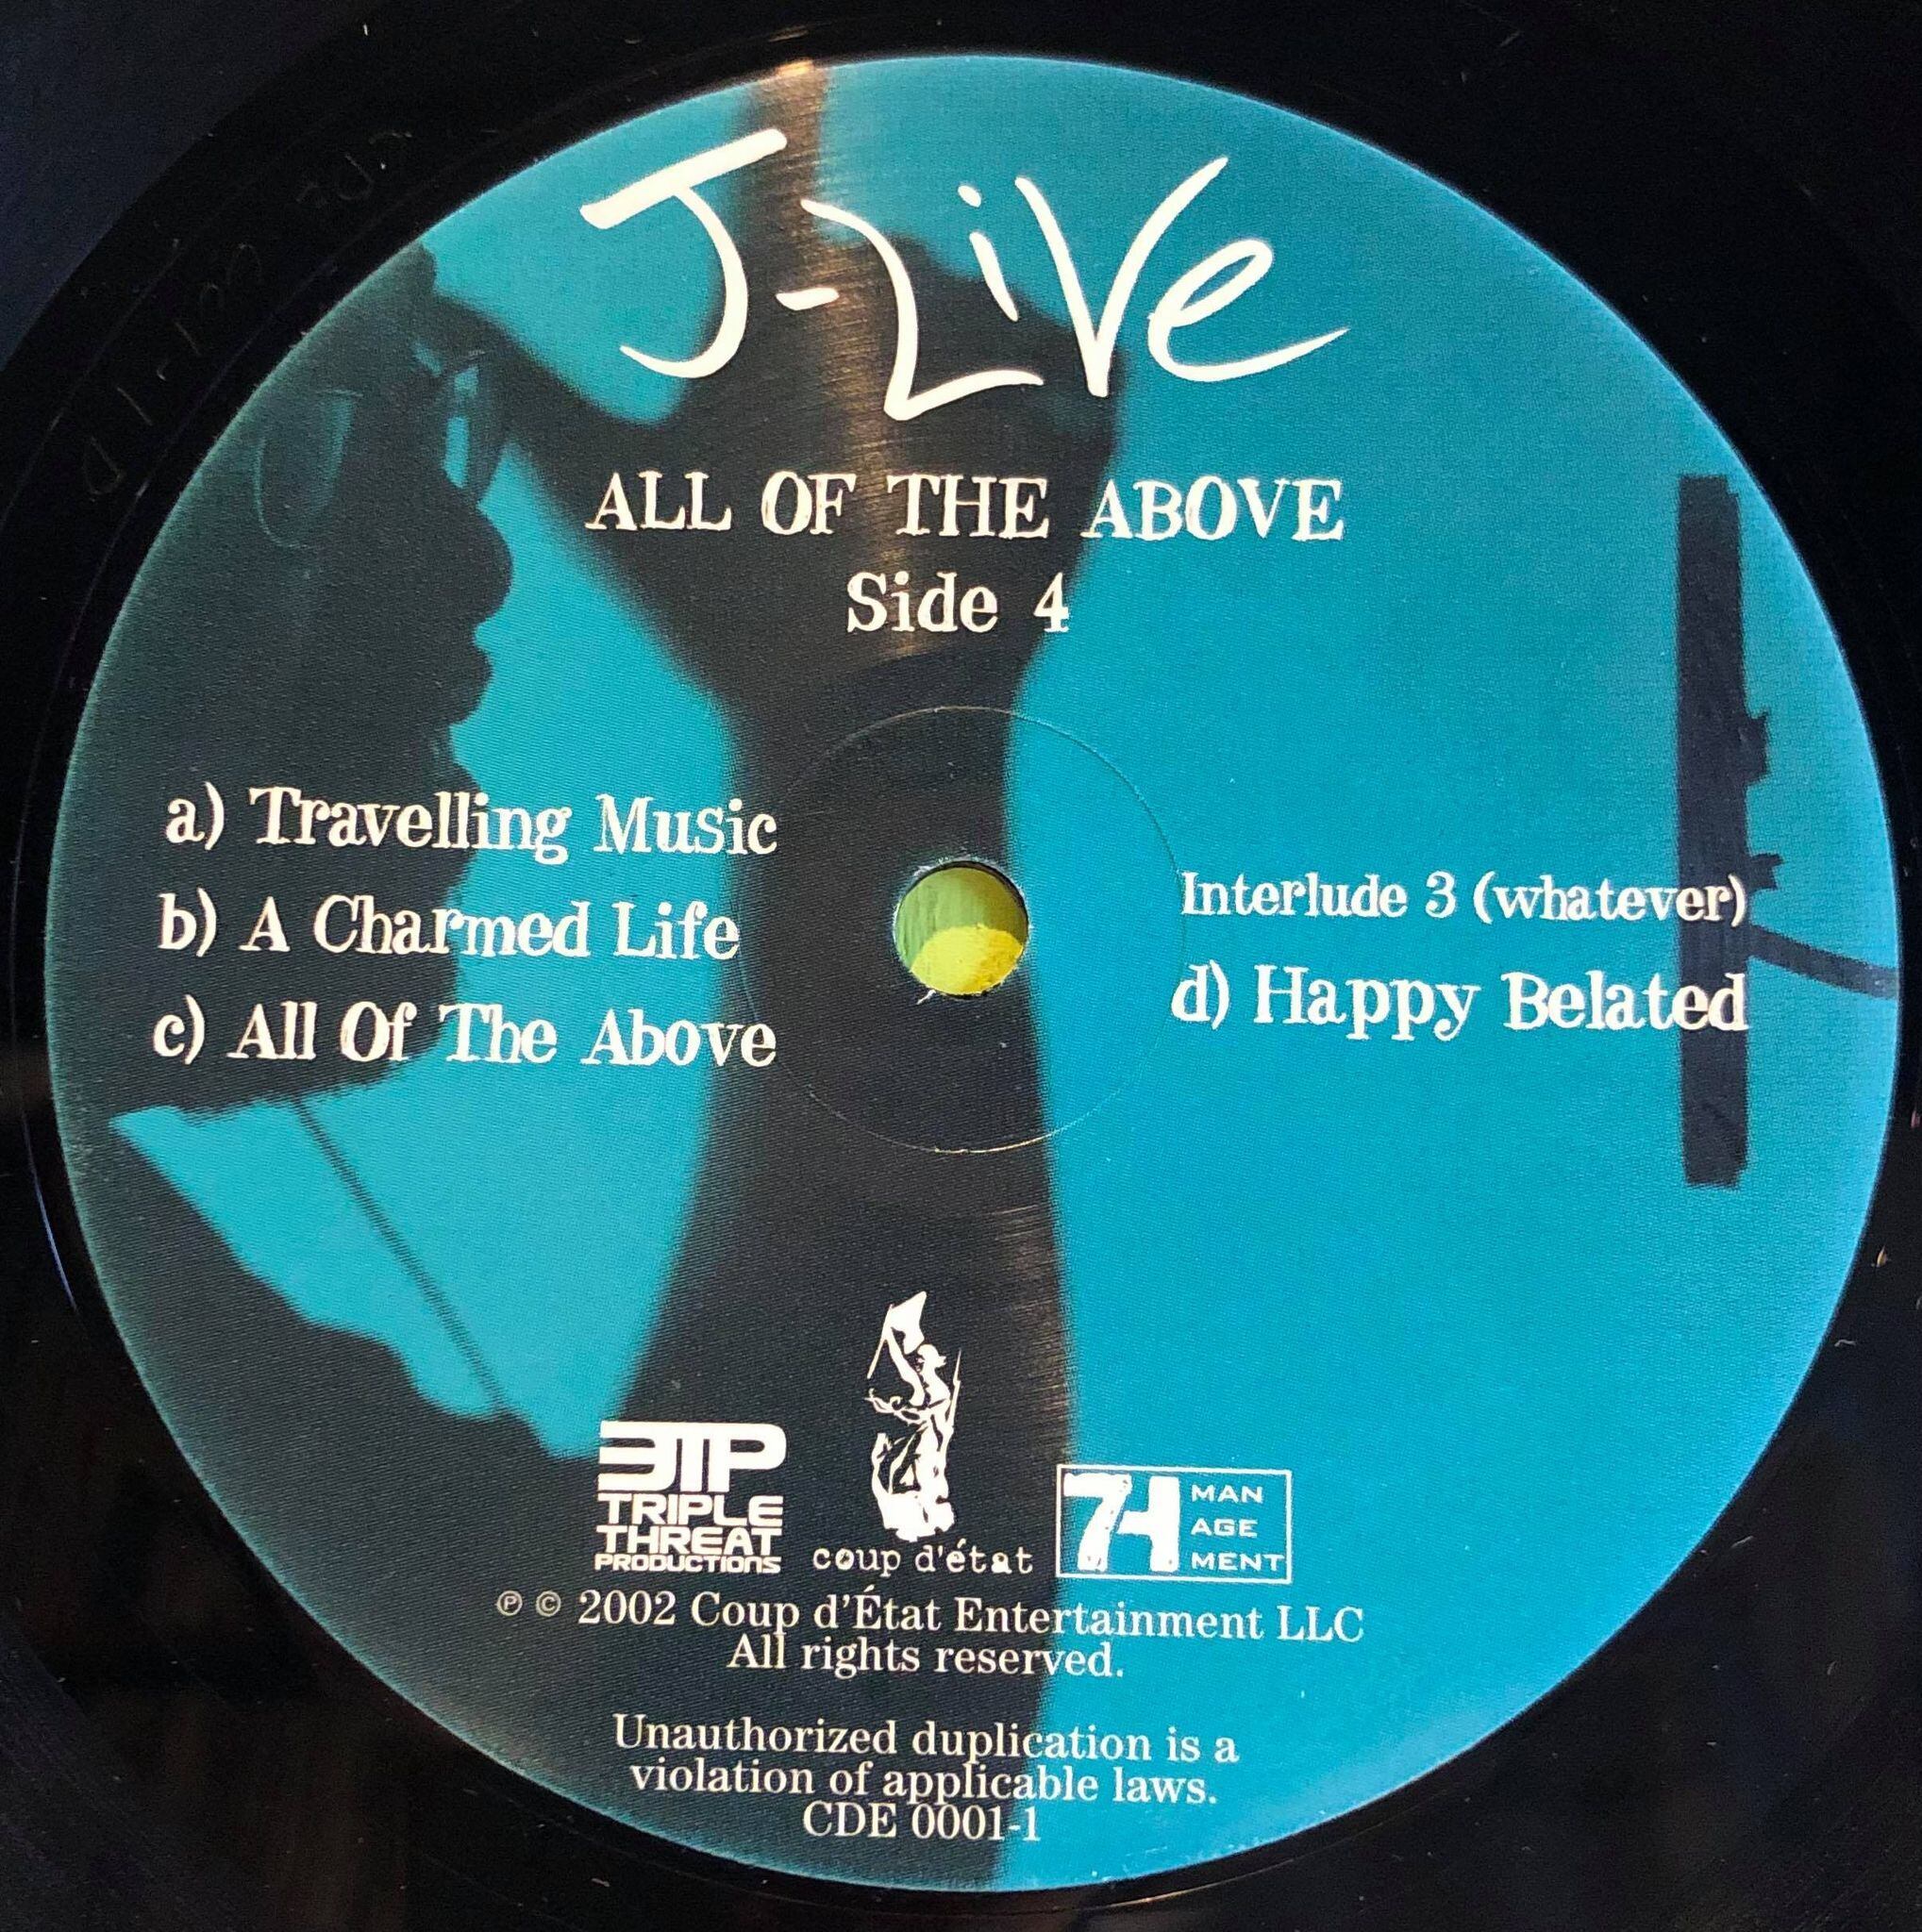 J-Live
ALL OF THE ABOVE
Side 4
a) Travelling Music
b) A Charmed Life
c) All Of The Above
Interlude 3 (whatever)
d) Happy Belated
3TP
TRIPLE
THREAT
PRODUCTIONS
coup d'état
7H
MAN
AGE
MENT
℗ © 2002 Coup d'État Entertainment LLC
All rights reserved.
Unauthorized duplication is a
violation of applicable laws.
CDE 0001-1